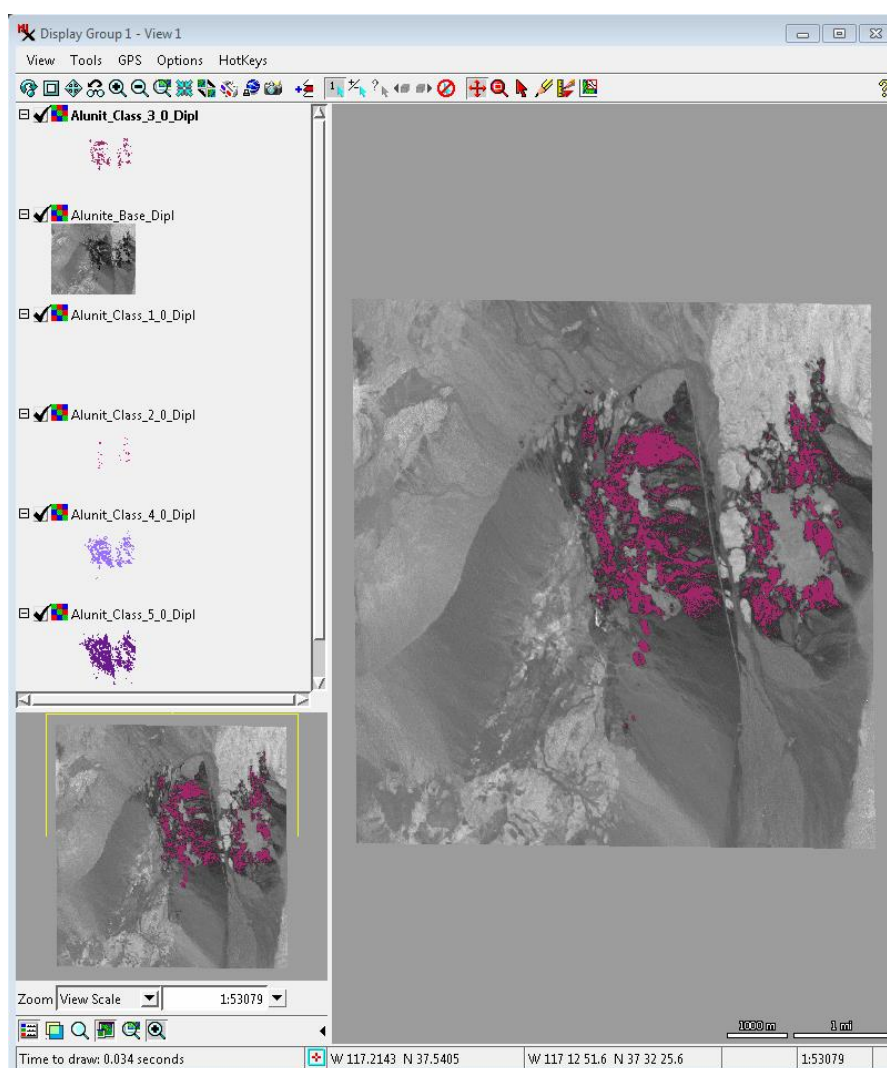 Display Group 1 - View 1
View Tools GPS Options HotKeys
Alunit_Class_3_0_Dipl
Alunite_Base_Dipl
Alunit_Class_1_0_Dipl
Alunit_Class_2_0_Dipl
Alunit_Class_4_0_Dipl
Alunit_Class_5_0_Dipl
1000 m 1 mi
Zoom View Scale 1:53079
Time to draw: 0.034 seconds W 117.2143 N 37.5405 W 117 12 51.6 N 37 32 25.6 1:53079